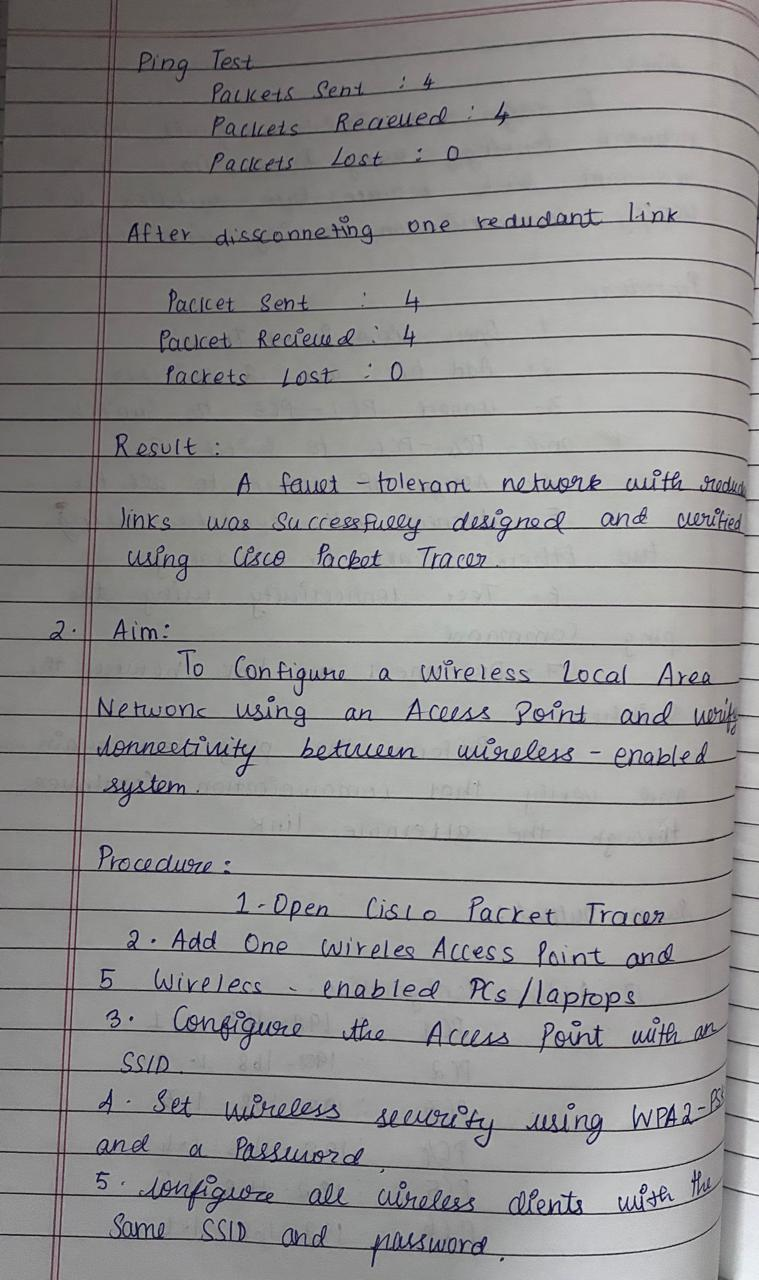 Ping Test
Packets Sent : 4
Packets Recieved : 4
Packets Lost : 0
After dissconneting one redudant link
Packet Sent : 4
Packet Recieved : 4
Packets Lost : 0
Result :
A fault - tolerant network with redu
links was Successfully designed and verified
using Cisco Packet Tracer.
2. Aim:
To Configure a Wireless Local Area
Network using an Access Point and verify
connectivity between wireless - enabled
system.
Procedure :
1. Open Cisco Packet Tracer
2. Add One Wireles Access Point and
5 Wireless - enabled PCs / laptops
3. Configure the Access Point with an
SSID.
4. Set wireless security using WPA2-PSK
and a Password.
5. Configure all wireless clients with the
Same SSID and password.